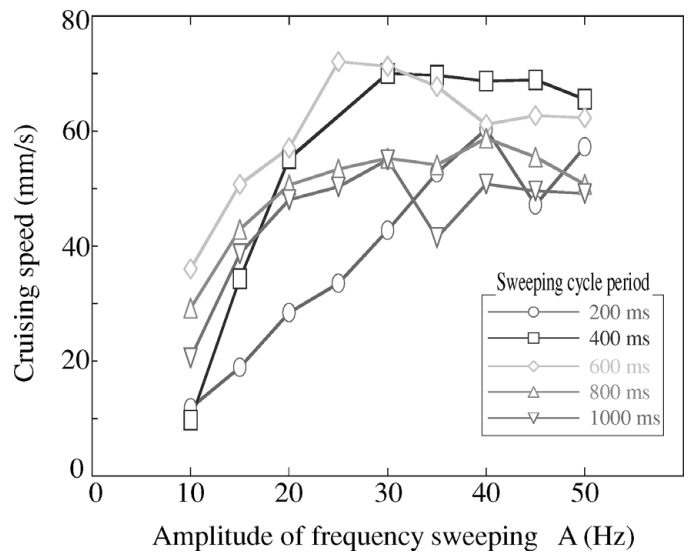 80
60
40
20
0
Cruising speed (mm/s)
Sweeping cycle period
200 ms
400 ms
600 ms
800 ms
1000 ms
0 10 20 30 40 50
Amplitude of frequency sweeping A (Hz)